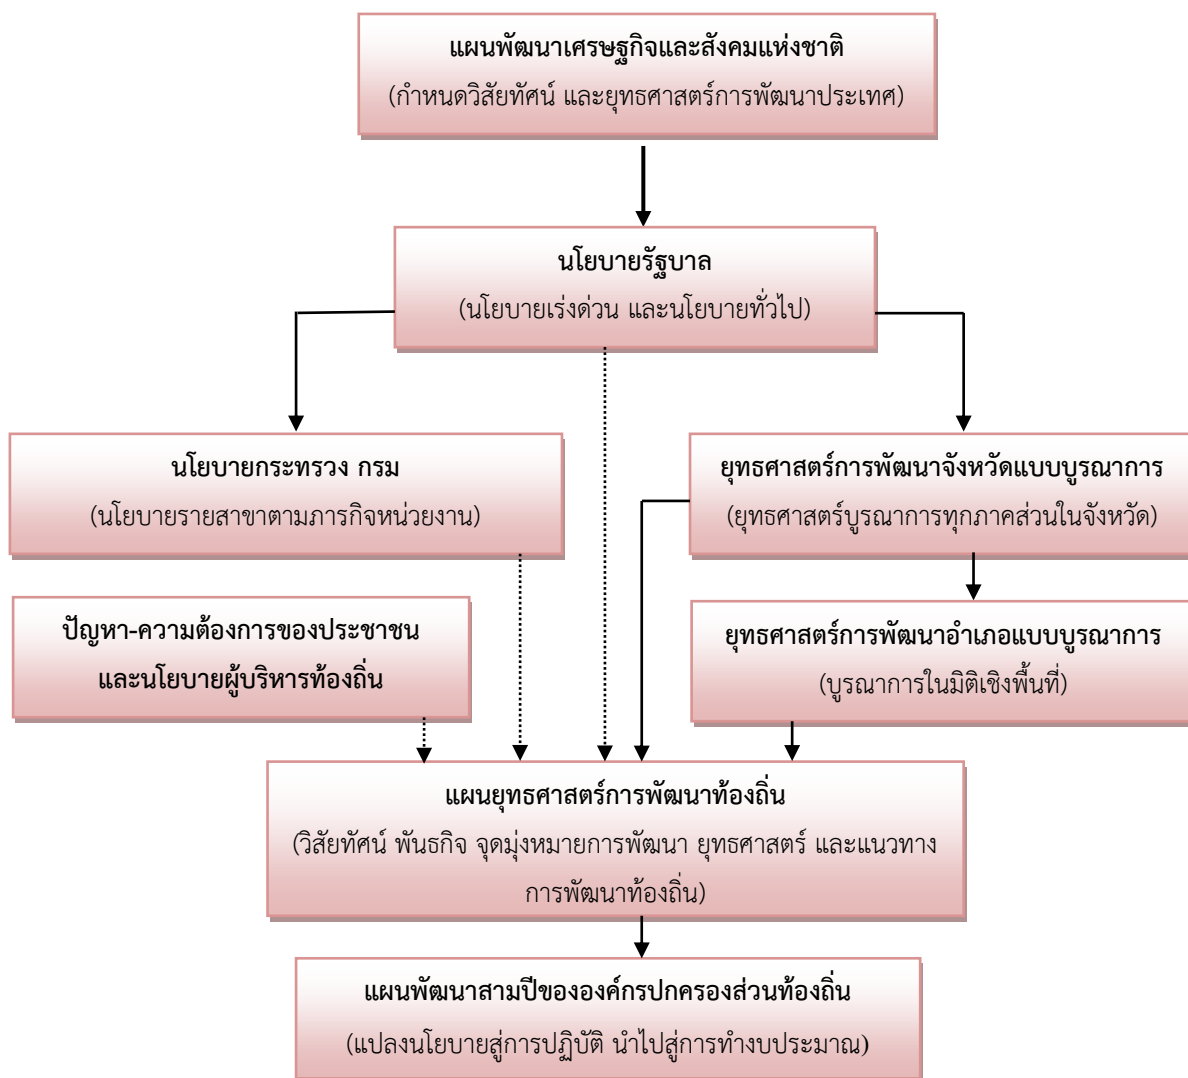 แผนพัฒนาเศรษฐกิจและสังคมแห่งชาติ
(กำหนดวิสัยทัศน์ และยุทธศาสตร์การพัฒนาประเทศ)
นโยบายรัฐบาล
(นโยบายเร่งด่วน และนโยบายทั่วไป)
นโยบายกระทรวง กรม
(นโยบายรายสาขาตามภารกิจหน่วยงาน)
ยุทธศาสตร์การพัฒนาจังหวัดแบบบูรณาการ
(ยุทธศาสตร์บูรณาการทุกภาคส่วนในจังหวัด)
ปัญหา-ความต้องการของประชาชน
และนโยบายผู้บริหารท้องถิ่น
ยุทธศาสตร์การพัฒนาอำเภอแบบบูรณาการ
(บูรณาการในมิติเชิงพื้นที่)
แผนยุทธศาสตร์การพัฒนาท้องถิ่น
(วิสัยทัศน์ พันธกิจ จุดมุ่งหมายการพัฒนา ยุทธศาสตร์ และแนวทาง
การพัฒนาท้องถิ่น)
แผนพัฒนาสามปีขององค์กรปกครองส่วนท้องถิ่น
(แปลงนโยบายสู่การปฏิบัติ นำไปสู่การทำงบประมาณ)